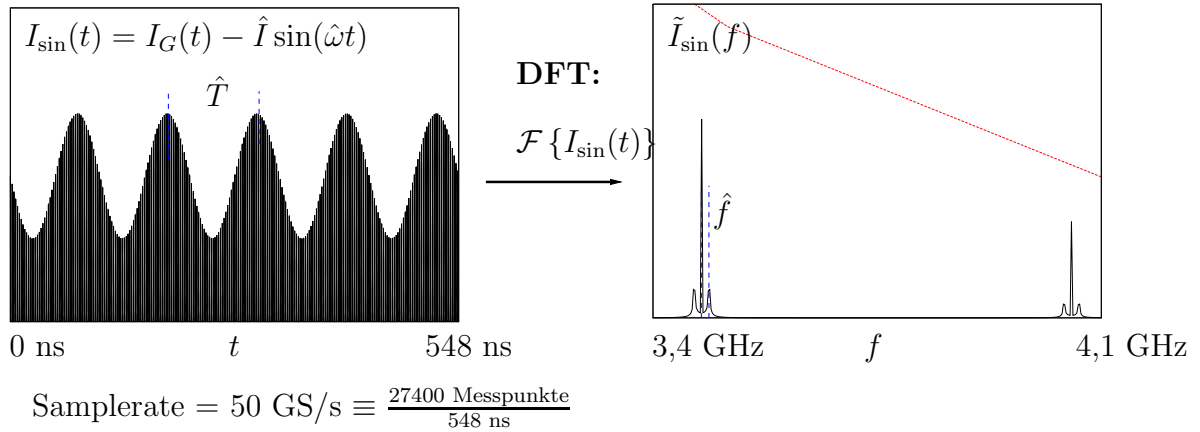 I_sin(t) = I_G(t) − Î sin(ω̂t)
T̂
0 ns t 548 ns
Samplerate = 50 GS/s ≡ 27400 Messpunkte / 548 ns
DFT:
ℱ {I_sin(t)}
Ĩ_sin(f)
f̂
3,4 GHz f 4,1 GHz